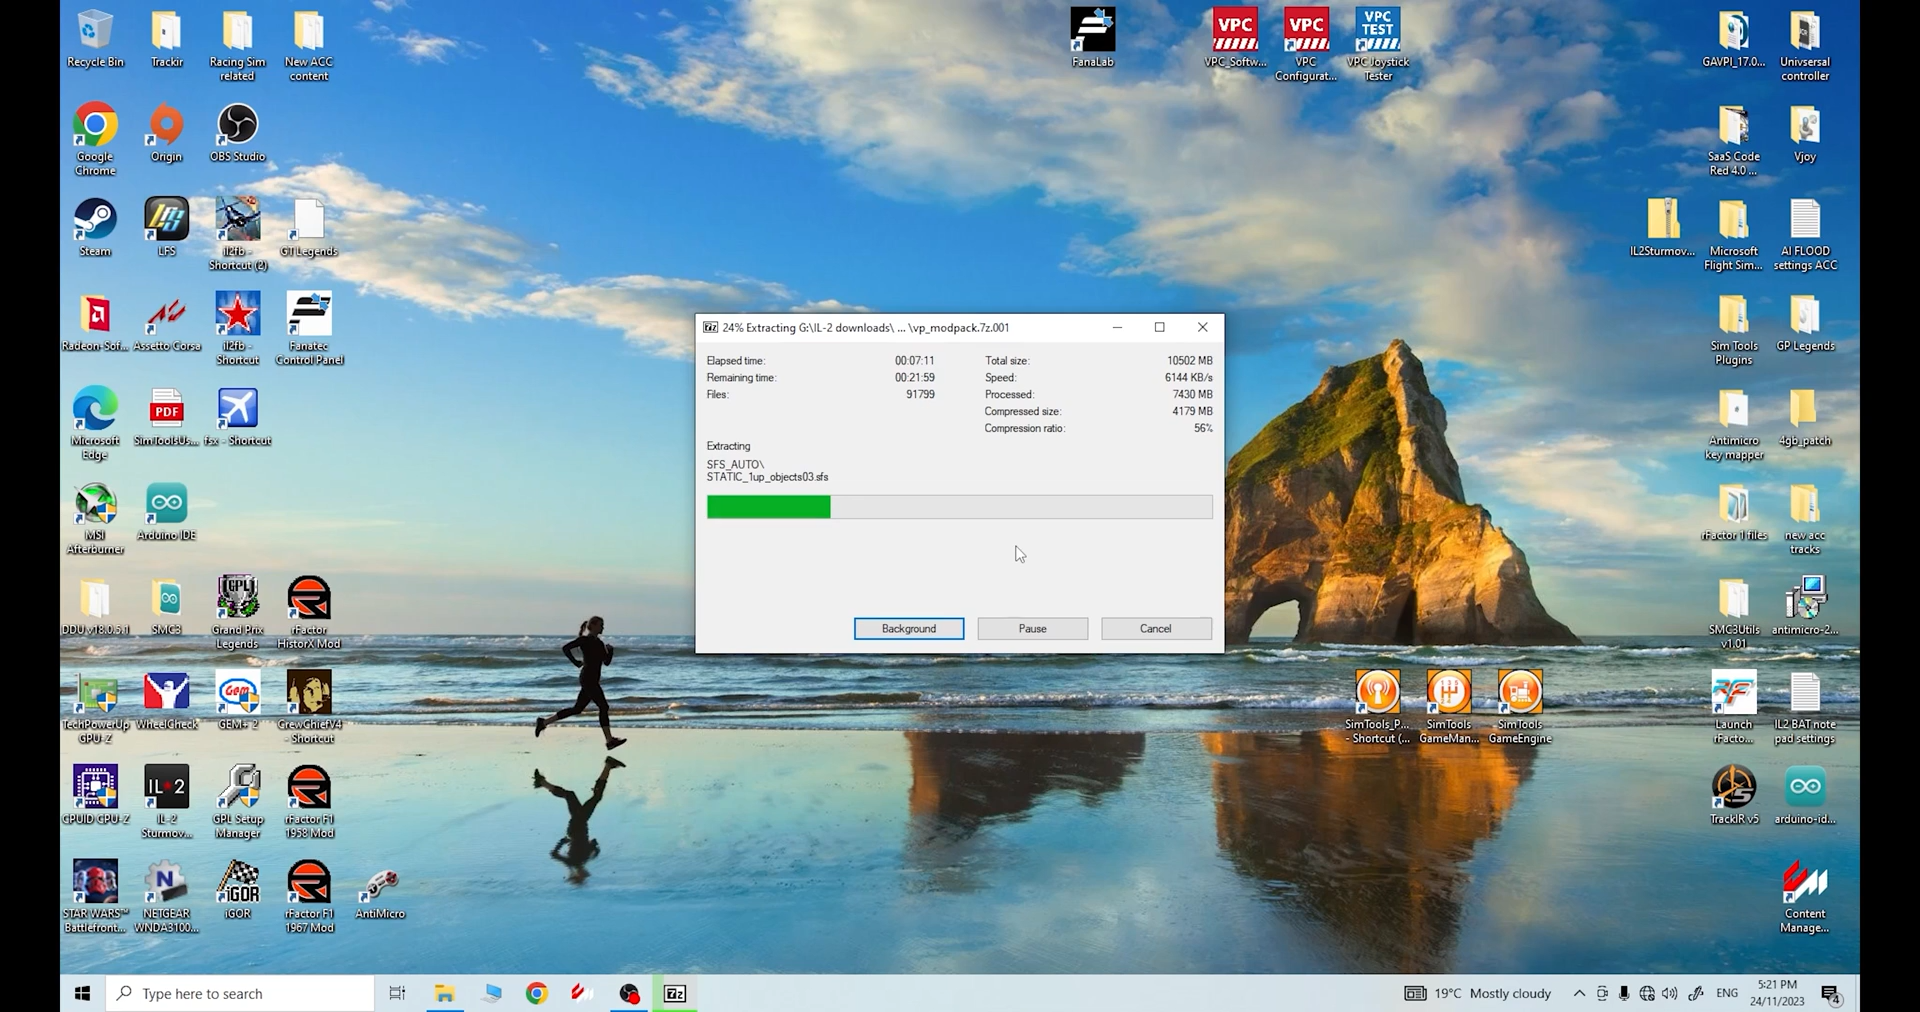 Recycle Bin
Trackir
Racing Sim
related
New ACC
content
FanaLab
VPC
VPC_Softw...
VPC
VPC
Configurat...
VPC
TEST
VPC Joystick
Tester
GAVPI_17.0...
Univsersal
controller
Google
Chrome
Origin
OBS Studio
SaaS Code
Red 4.0 ...
Vjoy
Steam
LFS
il2fb -
Shortcut (2)
GT Legends
IL2Sturmov...
Microsoft
Flight Sim...
AI FLOOD
settings ACC
Radeon-Sof...
Assetto Corsa
il2fb -
Shortcut
Fanatec
Control Panel
Sim Tools
Plugins
GP Legends
Microsoft
Edge
PDF
SimToolsUs...
fsx - Shortcut
Antimicro
key mapper
4gb_patch
MSI
Afterburner
Arduino IDE
rFactor 1 files
new acc
tracks
DDU v18.0.5.1
SMC3
GPL
Grand Prix
Legends
rFactor
HistorX Mod
SMC3Utils
v1.01
antimicro-2...
TechPowerUp
GPU-Z
WheelCheck
Gem+
GEM+ 2
CrewChiefV4
- Shortcut
SimTools_P...
- Shortcut (...
SimTools
GameMan...
SimTools
GameEngine
Launch
rFacto...
IL2 BAT note
pad settings
CPUID CPU-Z
IL-2
IL-2
Sturmov...
GPL Setup
Manager
rFactor F1
1958 Mod
TrackIR v5
arduino-id...
STAR WARS™
Battlefront...
N
NETGEAR
WNDA3100...
iGOR
iGOR
rFactor F1
1967 Mod
AntiMicro
Content
Manage...
7z 24% Extracting G:\IL-2 downloads\ ... \vp_modpack.7z.001
Elapsed time: 00:07:11 Total size: 10502 MB
Remaining time: 00:21:59 Speed: 6144 KB/s
Files: 91799 Processed: 7430 MB
Compressed size: 4179 MB
Compression ratio: 56%
Extracting
SFS_AUTO\
STATIC_1up_objects03.sfs
Background Pause Cancel
Type here to search
7z
19°C Mostly cloudy
ENG
5:21 PM
24/11/2023
4